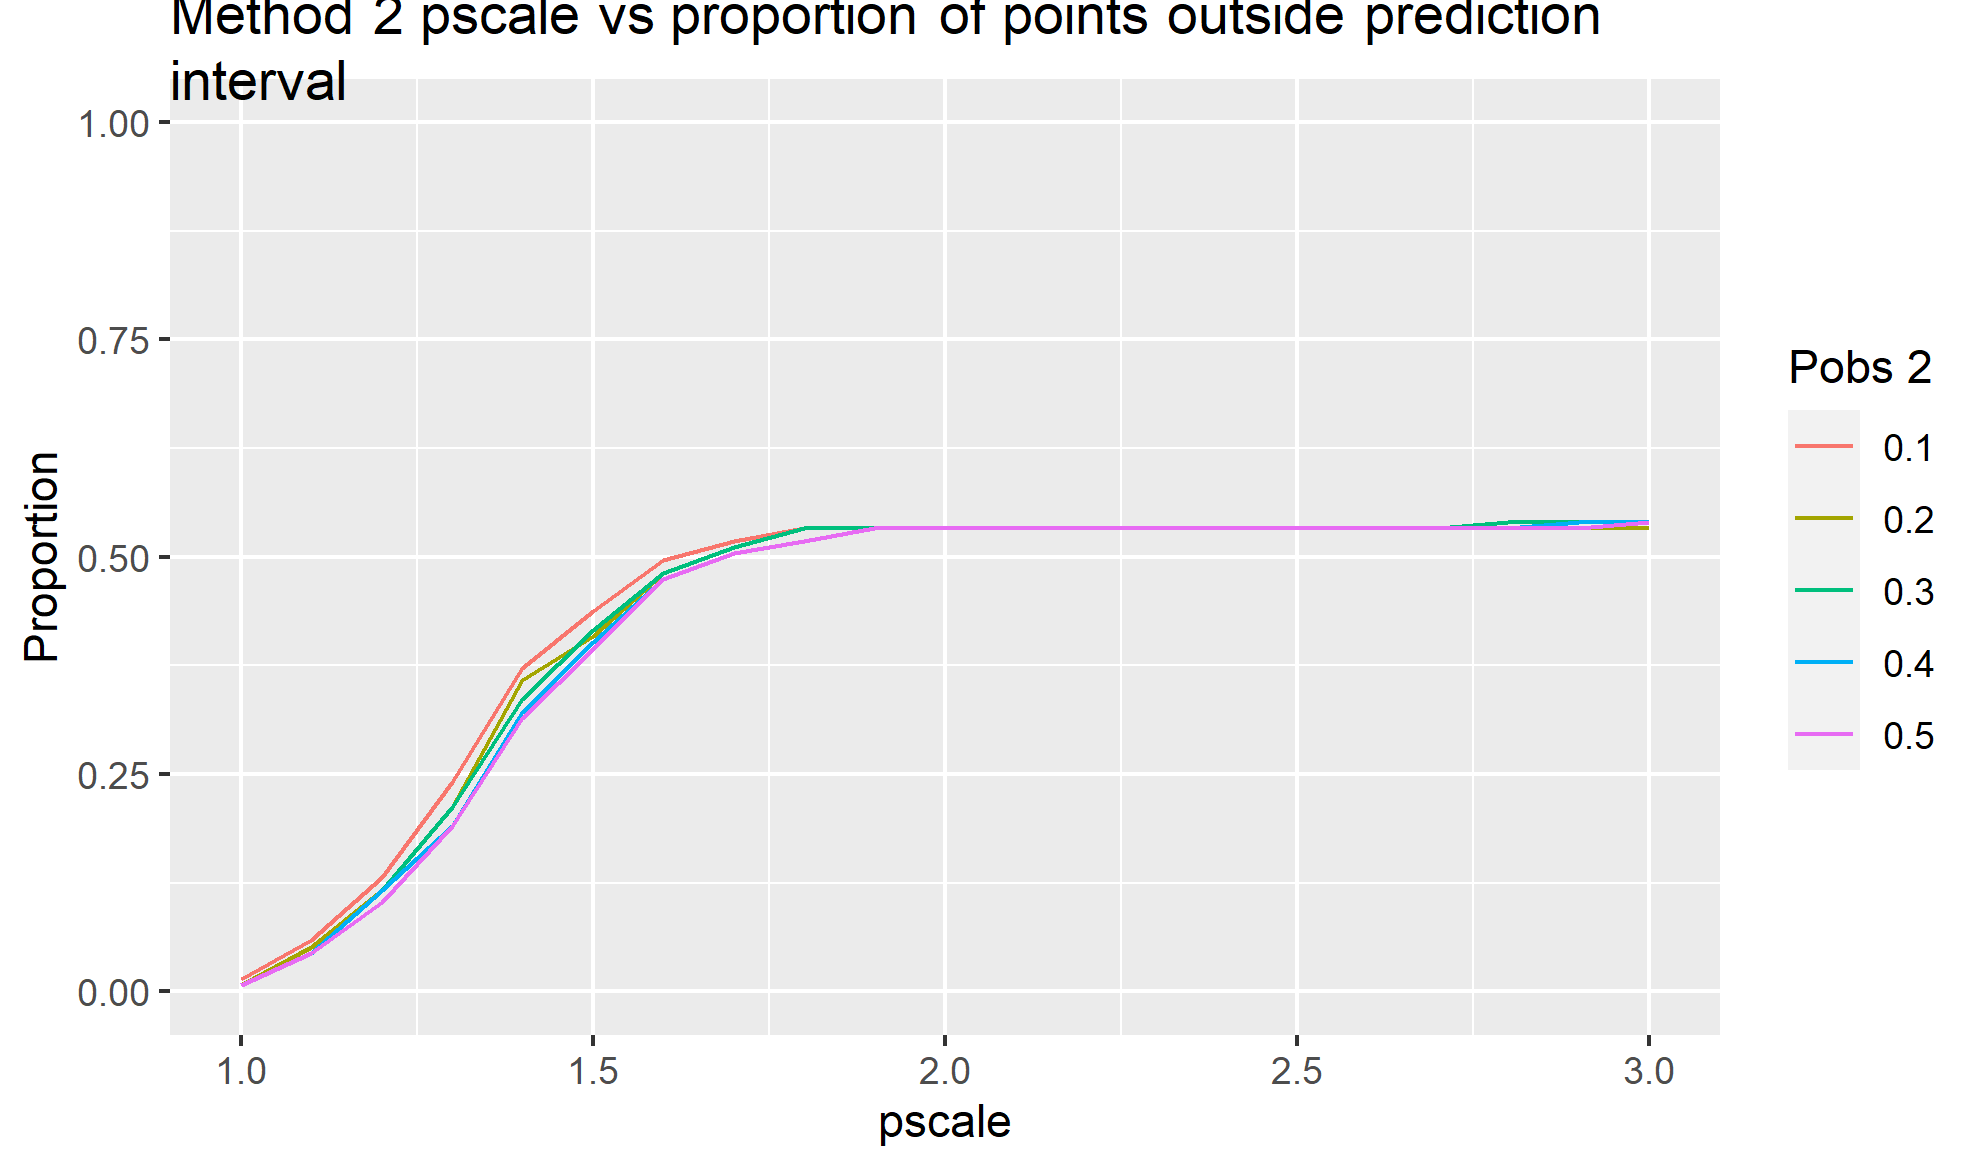 Method 2 pscale vs proportion of points outside prediction
interval
1.00
0.75
0.50
0.25
0.00
Proportion
1.0 1.5 2.0 2.5 3.0
pscale
Pobs 2
0.1
0.2
0.3
0.4
0.5